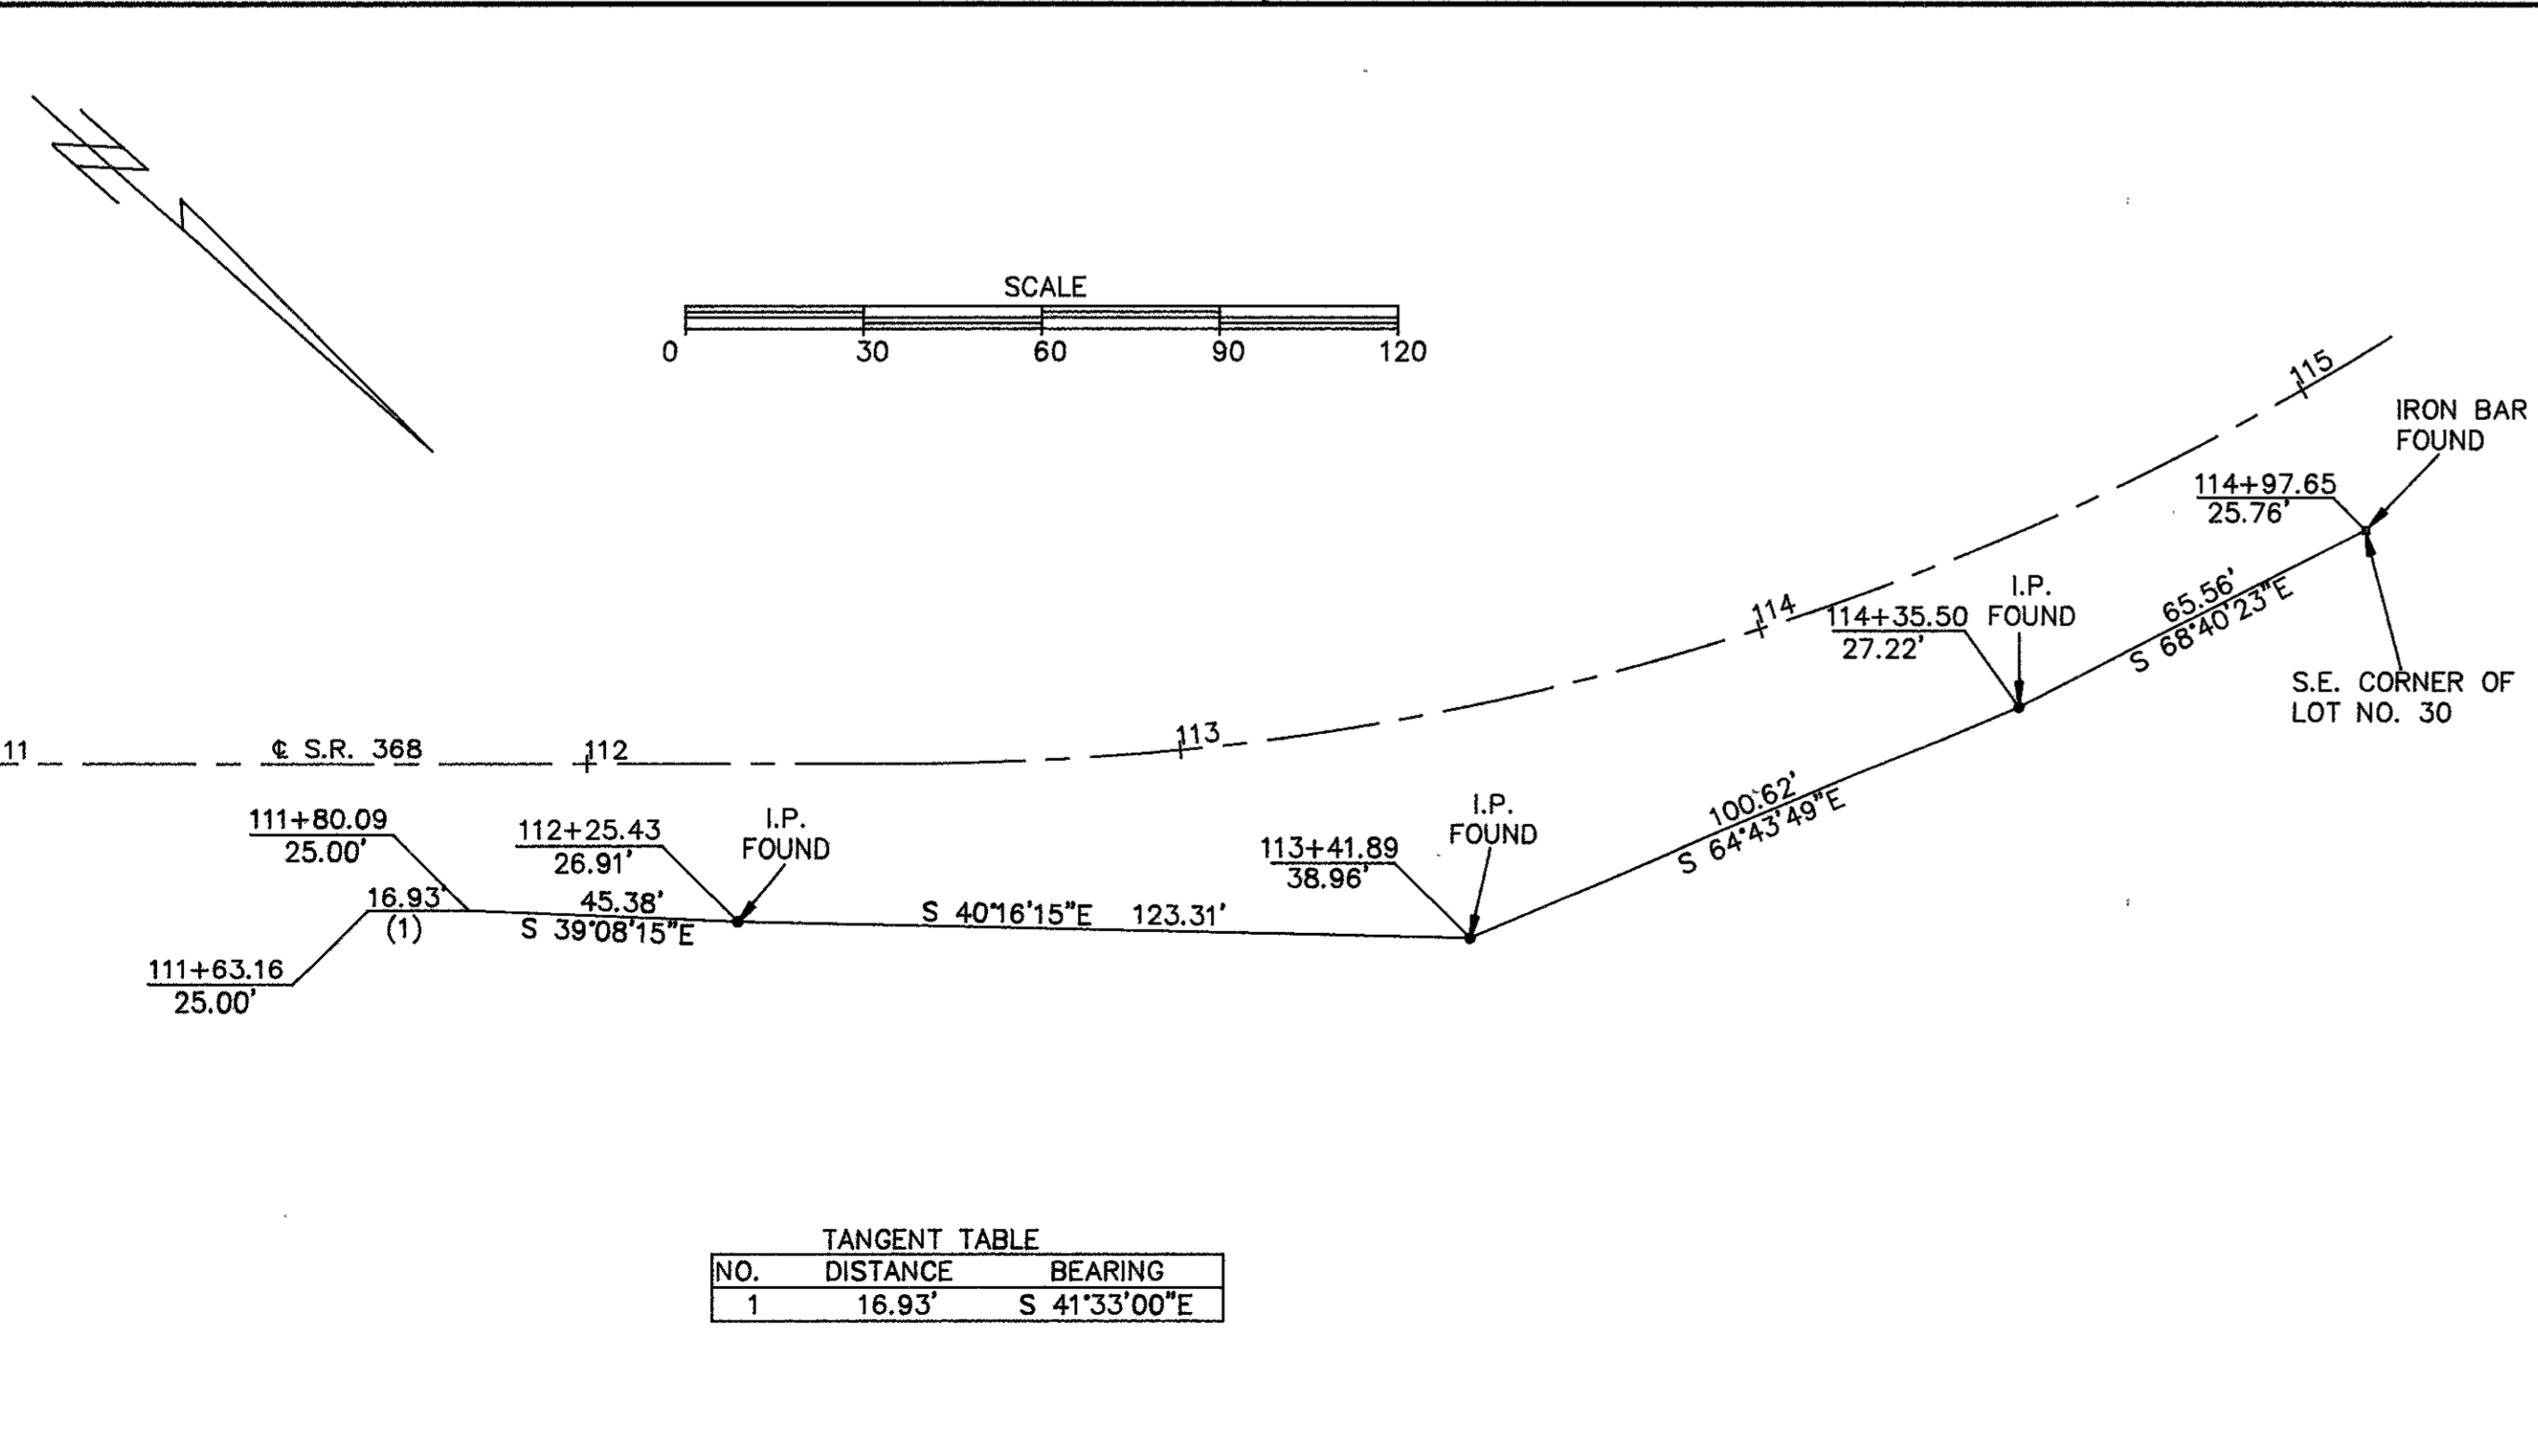 SCALE
0 30 60 90 120
115
IRON BAR
FOUND
114+97.65
25.76'
I.P.
FOUND
114
114+35.50
27.22'
65.56'
S 68°40'23"E
S.E. CORNER OF
LOT NO. 30
11
℄ S.R. 368
112
113
111+80.09
25.00'
112+25.43
26.91'
I.P.
FOUND
113+41.89
38.96'
I.P.
FOUND
100.62'
S 64°43'49"E
16.93'
(1)
45.38'
S 39°08'15"E
S 40°16'15"E 123.31'
111+63.16
25.00'
TANGENT TABLE
NO. DISTANCE BEARING
1 16.93' S 41°33'00"E